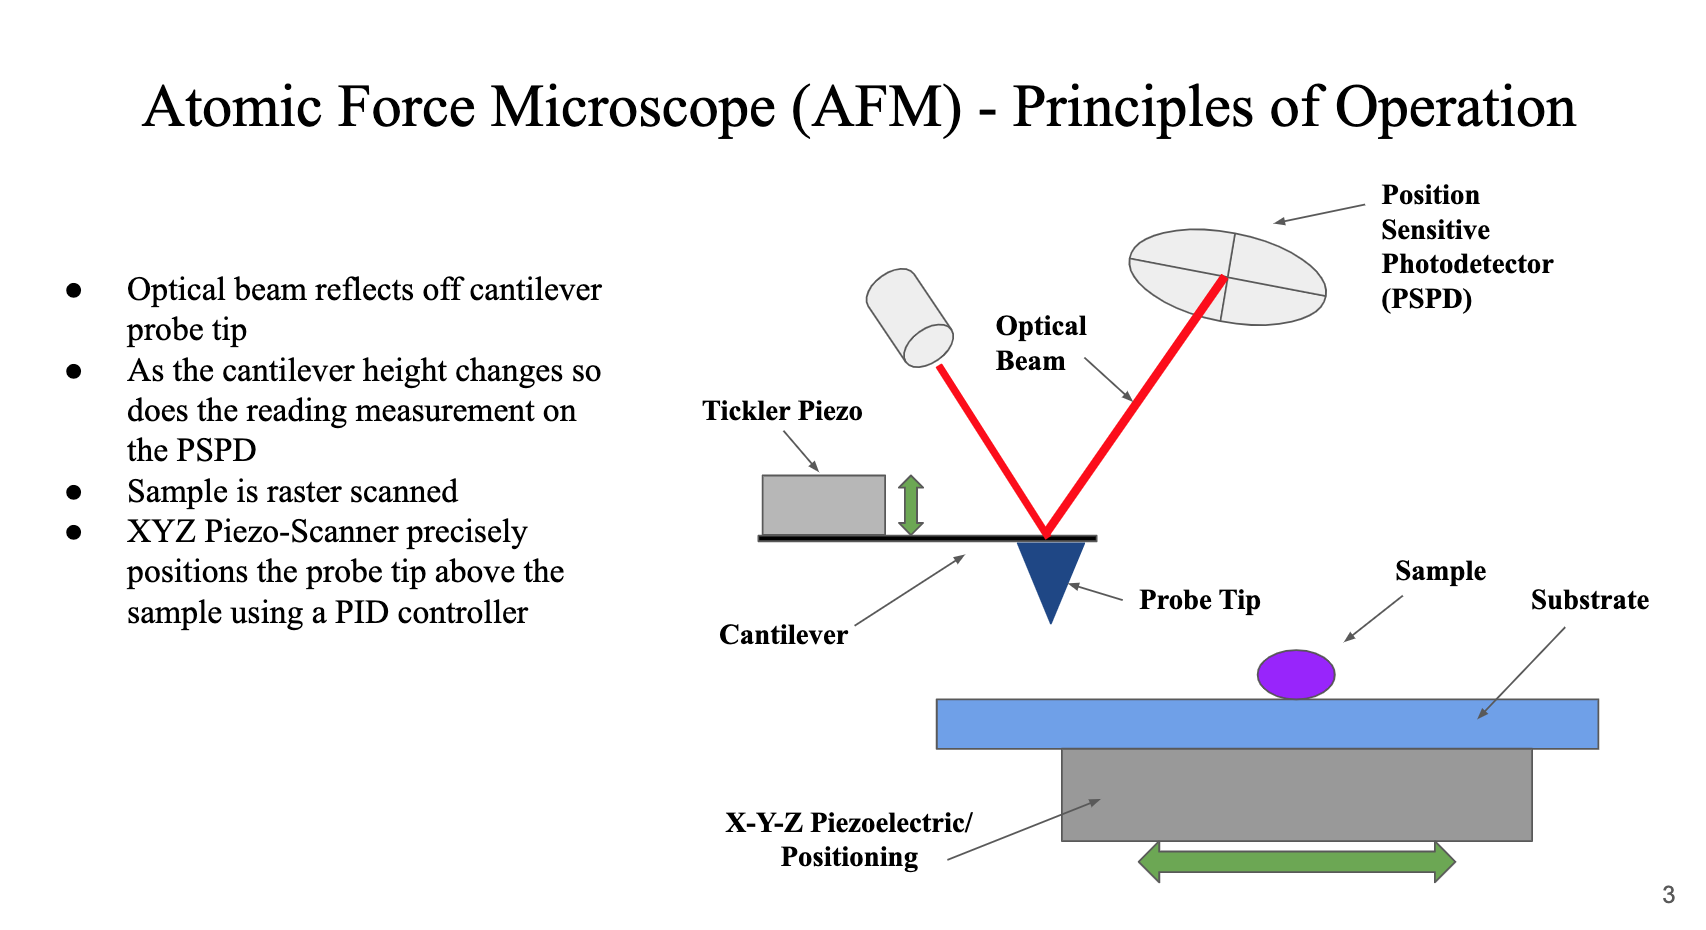 Atomic Force Microscope (AFM) - Principles of Operation
● Optical beam reflects off cantilever
probe tip
● As the cantilever height changes so
does the reading measurement on
the PSPD
● Sample is raster scanned
● XYZ Piezo-Scanner precisely
positions the probe tip above the
sample using a PID controller
Position
Sensitive
Photodetector
(PSPD)
Optical
Beam
Tickler Piezo
Cantilever
Probe Tip
Sample
Substrate
X-Y-Z Piezoelectric/
Positioning
3